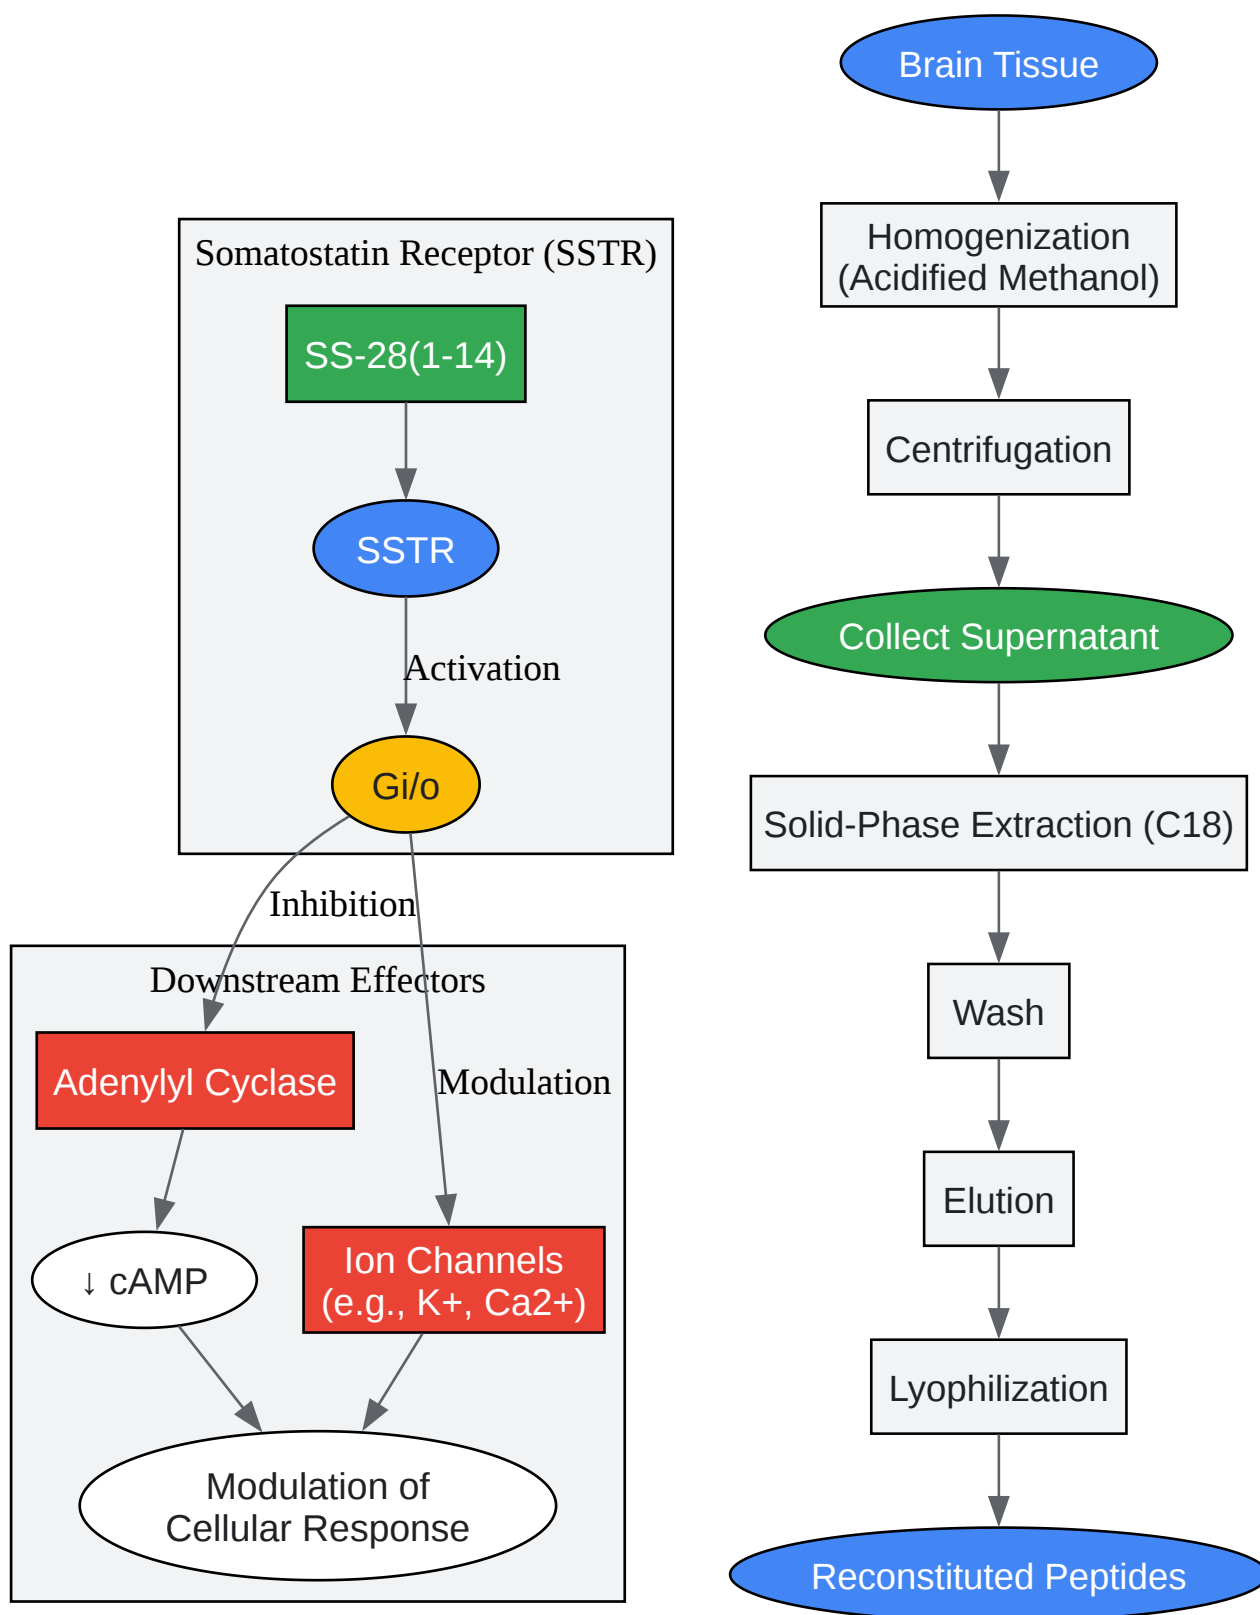 Somatostatin Receptor (SSTR)
SS-28(1-14)
SSTR
Activation
Gi/o
Inhibition
Downstream Effectors
Adenylyl Cyclase
Modulation
↓ cAMP
Ion Channels
(e.g., K+, Ca2+)
Modulation of
Cellular Response
Brain Tissue
Homogenization
(Acidified Methanol)
Centrifugation
Collect Supernatant
Solid-Phase Extraction (C18)
Wash
Elution
Lyophilization
Reconstituted Peptides